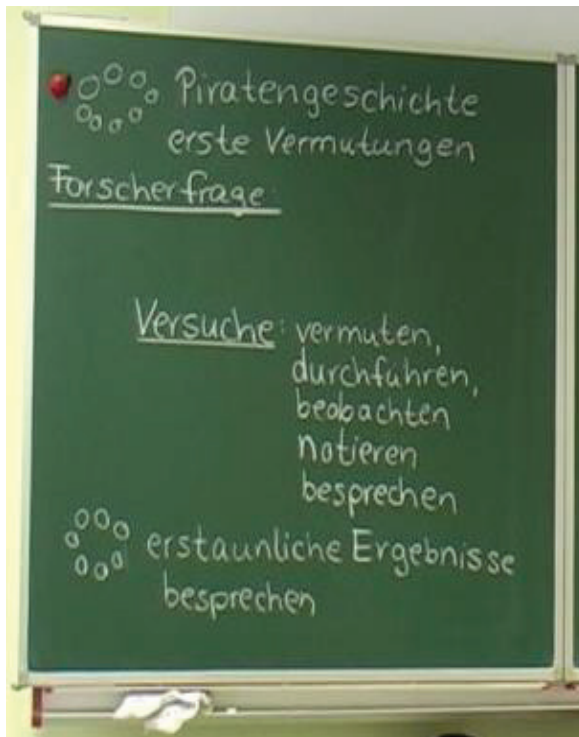 Piratengeschichte
erste Vermutungen
Forscherfrage:
Versuche: vermuten,
durchführen,
beobachten
notieren
besprechen
erstaunliche Ergebnisse
besprechen